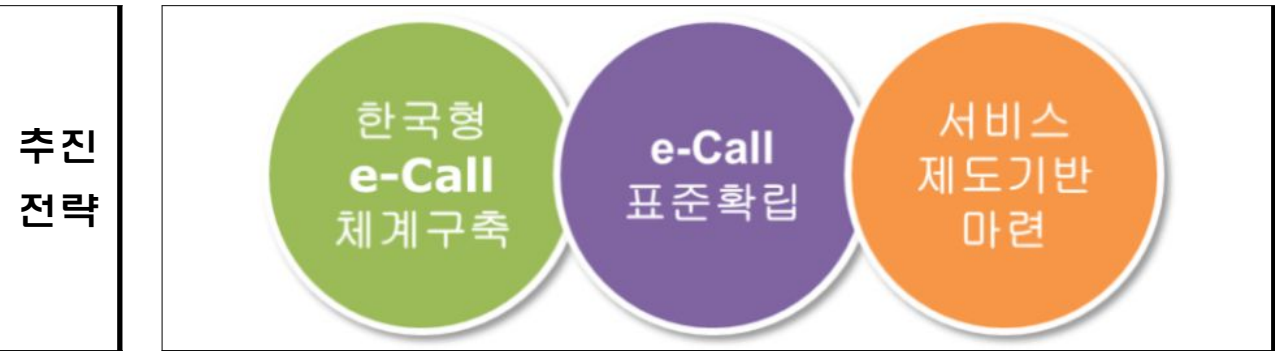 추진
전략
한국형
e-Call
체계구축
e-Call
표준확립
서비스
제도기반
마련